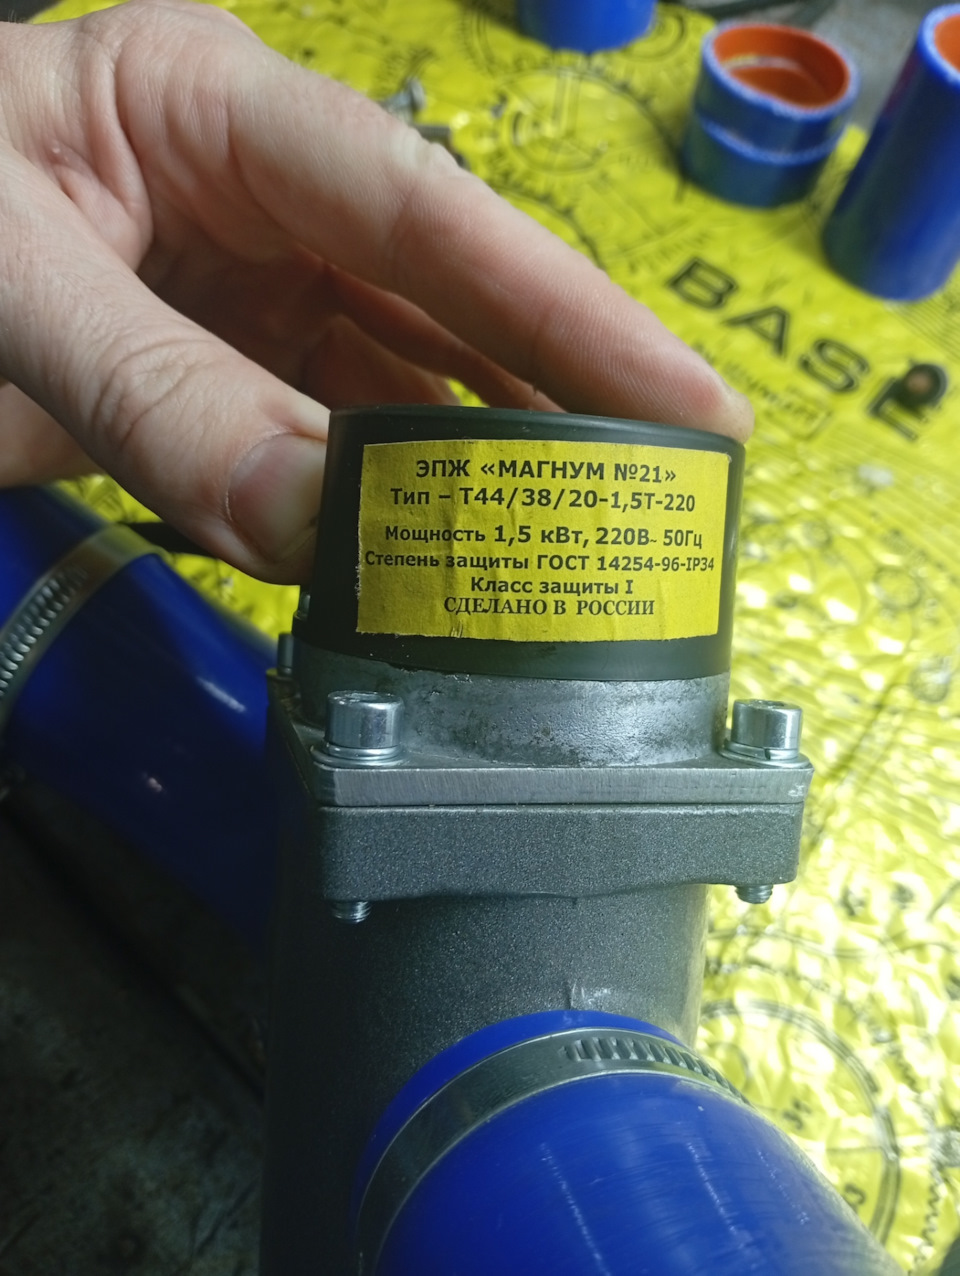 BASE
ЭПЖ «МАГНУМ №21»
Тип – Т44/38/20-1,5Т-220
Мощность 1,5 кВт, 220В~ 50Гц
Степень защиты ГОСТ 14254-96-IP34
Класс защиты I
СДЕЛАНО В РОССИИ